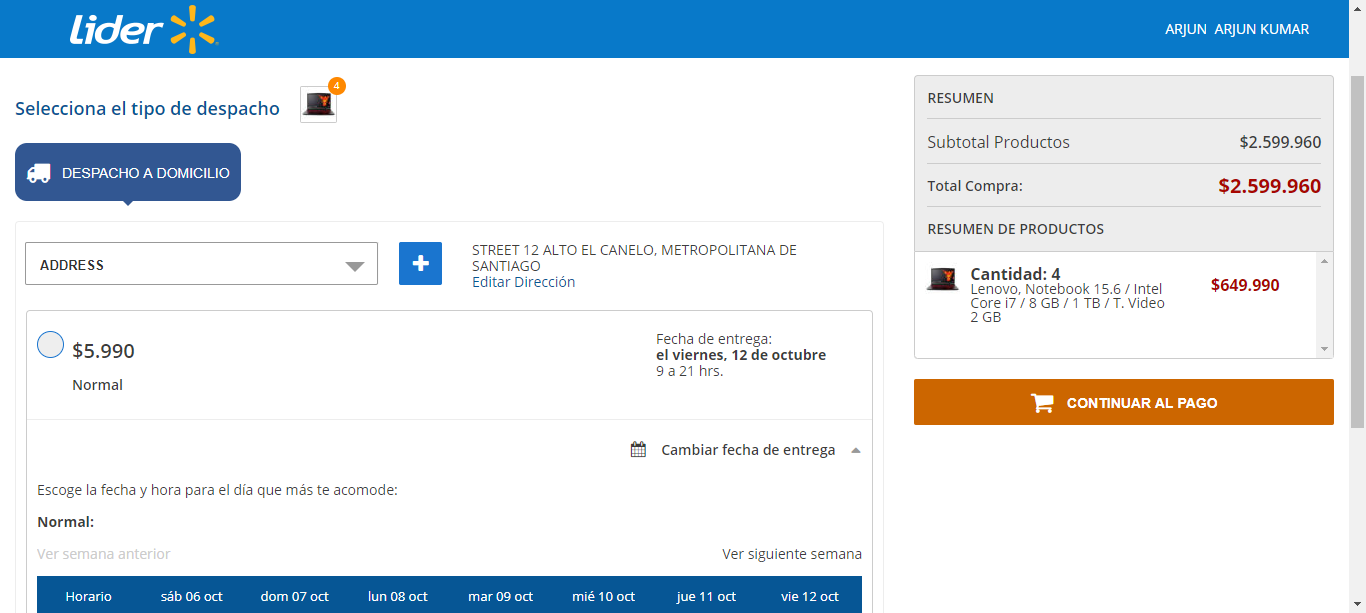 Lider
ARJUN ARJUN KUMAR
Selecciona el tipo de despacho
4
DESPACHO A DOMICILIO
ADDRESS
STREET 12 ALTO EL CANELO, METROPOLITANA DE
SANTIAGO
Editar Dirección
$5.990
Normal
Fecha de entrega:
el viernes, 12 de octubre
9 a 21 hrs.
Cambiar fecha de entrega
Escoge la fecha y hora para el día que más te acomode:
Normal:
Ver semana anterior
Ver siguiente semana
Horario sáb 06 oct dom 07 oct lun 08 oct mar 09 oct mié 10 oct jue 11 oct vie 12 oct
RESUMEN
Subtotal Productos $2.599.960
Total Compra: $2.599.960
RESUMEN DE PRODUCTOS
Cantidad: 4
Lenovo, Notebook 15.6 / Intel
Core i7 / 8 GB / 1 TB / T. Video
2 GB
$649.990
CONTINUAR AL PAGO